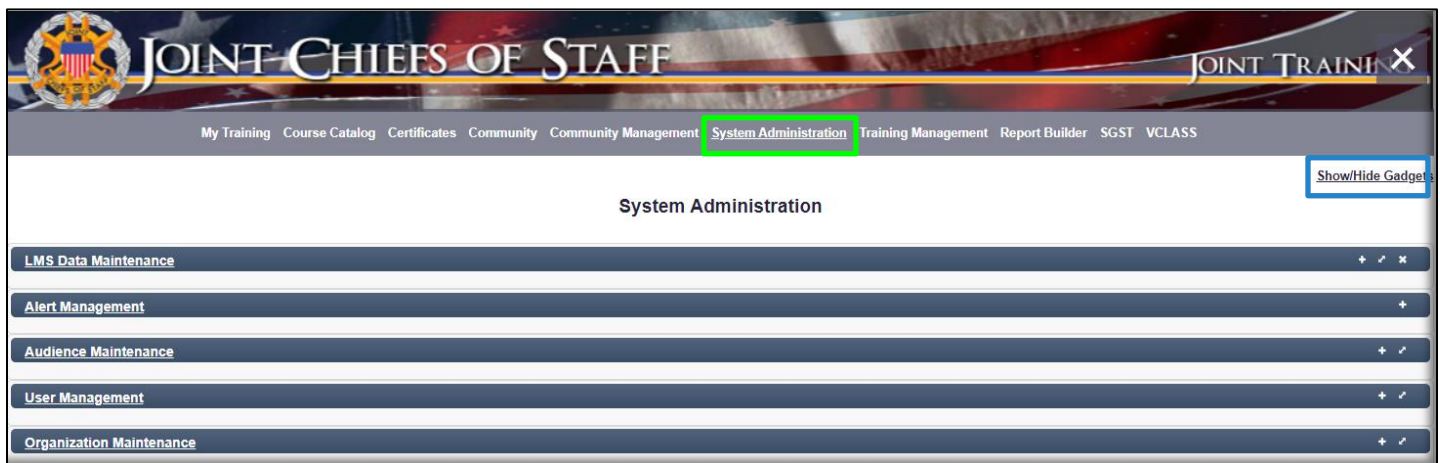 JOINT CHIEFS OF STAFF
JOINT TRAINING
My Training Course Catalog Certificates Community Community Management System Administration Training Management Report Builder SGST VCLASS
Show/Hide Gadgets
System Administration
LMS Data Maintenance
Alert Management
Audience Maintenance
User Management
Organization Maintenance